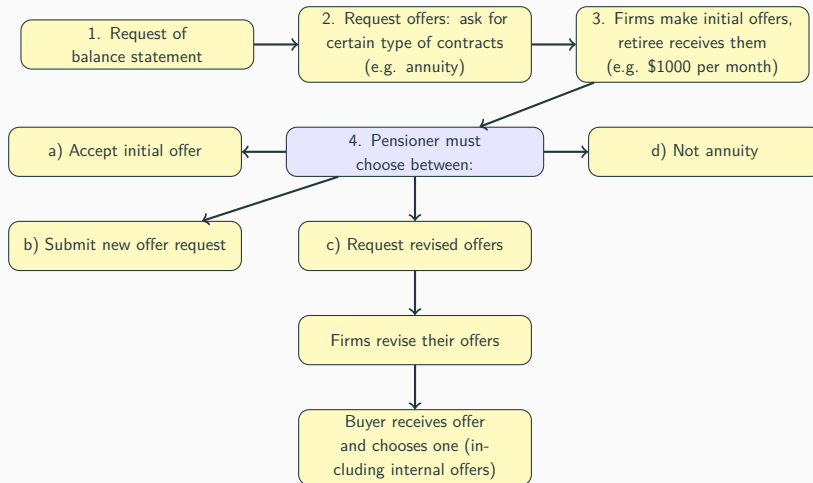 1. Request of
balance statement
2. Request offers: ask for
certain type of contracts
(e.g. annuity)
3. Firms make initial offers,
retiree receives them
(e.g. $1000 per month)
a) Accept initial offer
4. Pensioner must
choose between:
d) Not annuity
b) Submit new offer request
c) Request revised offers
Firms revise their offers
Buyer receives offer
and chooses one (in-
cluding internal offers)